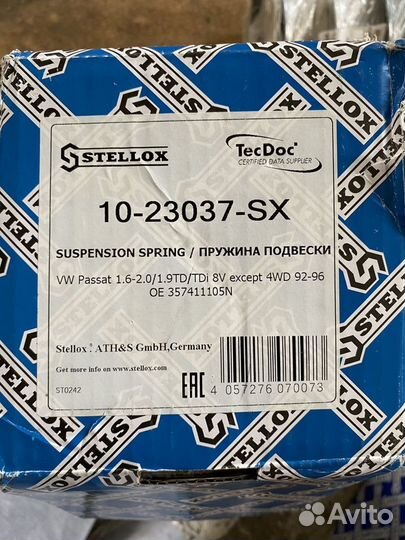 STELLOX
STELLOX
TecDoc
CERTIFIED DATA SUPPLIER
10-23037-SX
SUSPENSION SPRING / ПРУЖИНА ПОДВЕСКИ
VW Passat 1.6-2.0/1.9TD/TDi 8V except 4WD 92-96
OE 357411105N
Stellox® ATH&S GmbH,Germany
Get more info on www.stellox.com
ST0242
EAC
4 057276 070073
Avito